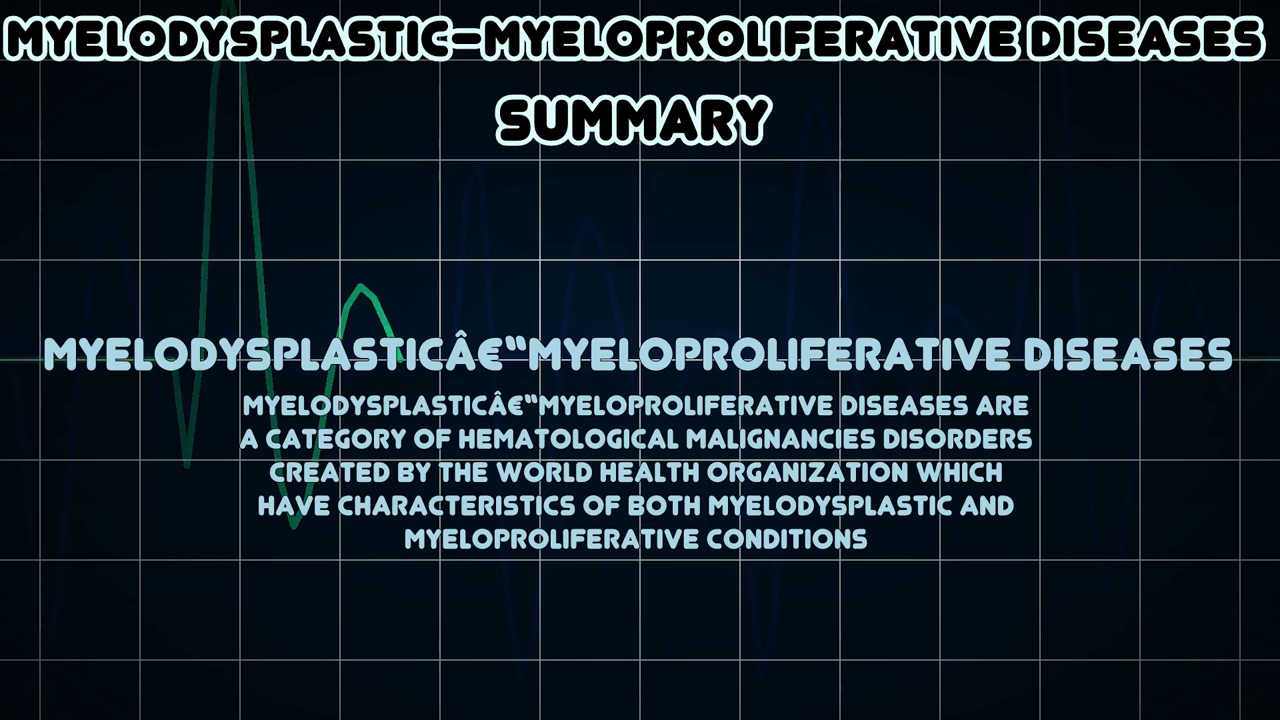 MYELODYSPLASTIC–MYELOPROLIFERATIVE DISEASES
SUMMARY
MYELODYSPLASTICÂ€“MYELOPROLIFERATIVE DISEASES
MYELODYSPLASTICÂ€“MYELOPROLIFERATIVE DISEASES ARE
A CATEGORY OF HEMATOLOGICAL MALIGNANCIES DISORDERS
CREATED BY THE WORLD HEALTH ORGANIZATION WHICH
HAVE CHARACTERISTICS OF BOTH MYELODYSPLASTIC AND
MYELOPROLIFERATIVE CONDITIONS